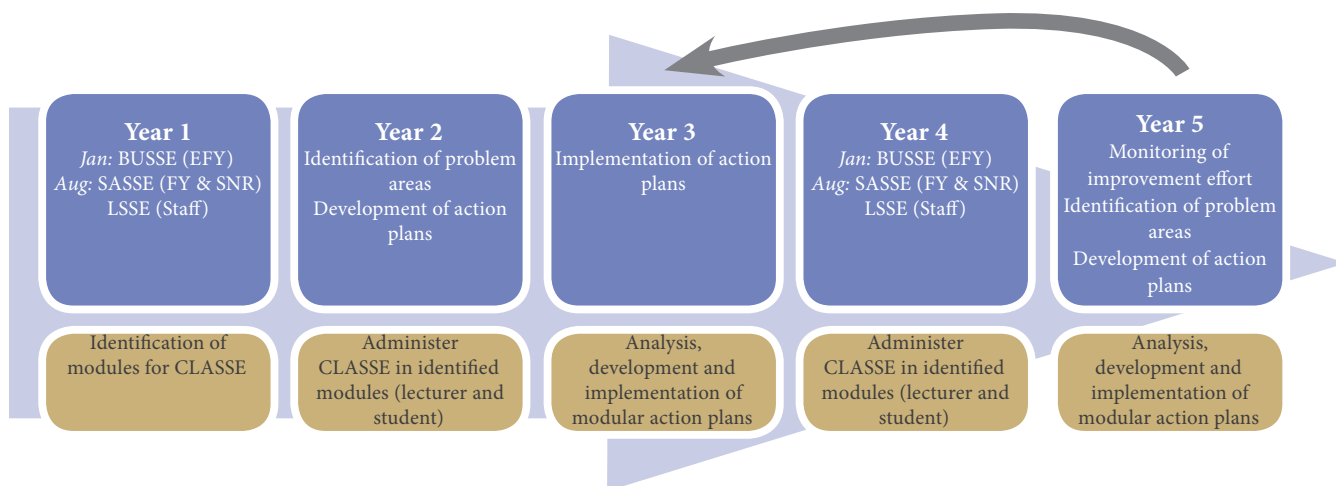 Year 1
Jan: BUSSE (EFY)
Aug: SASSE (FY & SNR)
LSSE (Staff)
Year 2
Identification of problem
areas
Development of action
plans
Year 3
Implementation of action
plans
Year 4
Jan: BUSSE (EFY)
Aug: SASSE (FY & SNR)
LSSE (Staff)
Year 5
Monitoring of
improvement effort
Identification of problem
areas
Development of action
plans
Identification of
modules for CLASSE
Administer
CLASSE in identified
modules (lecturer and
student)
Analysis,
development and
implementation of
modular action plans
Administer
CLASSE in identified
modules (lecturer and
student)
Analysis,
development and
implementation of
modular action plans